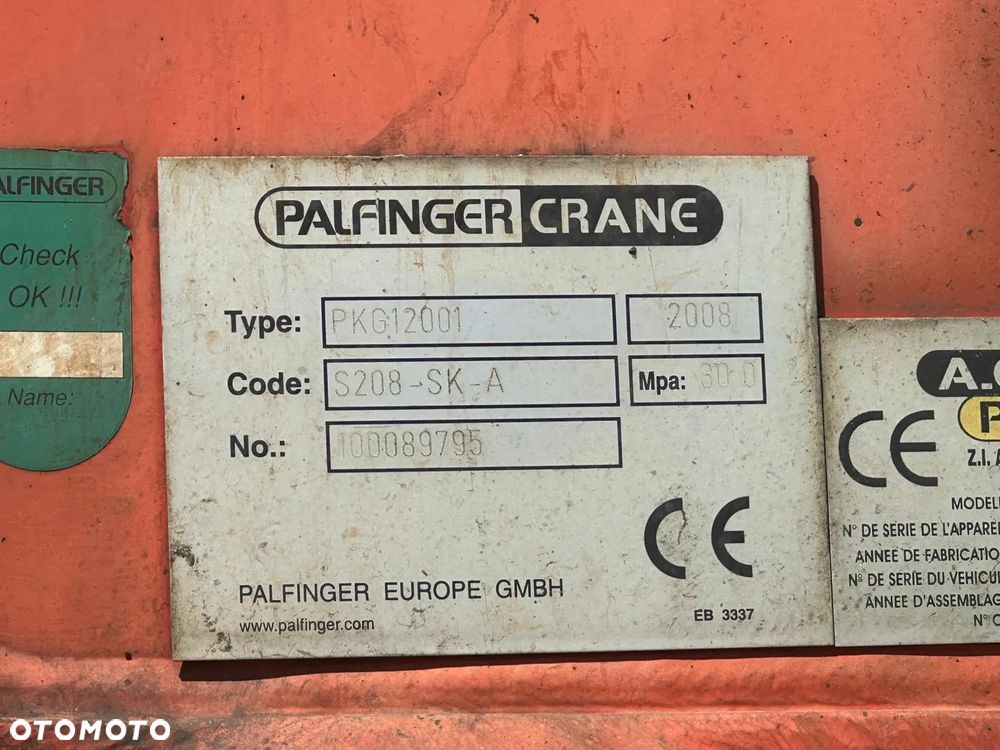 PALFINGER
Check
OK !!!
Name:
PALFINGER CRANE
Type: PKG12001 2008
Code: S208-SK-A Mpa: 30.0
No.: 100089795
PALFINGER EUROPE GMBH
www.palfinger.com
EB 3337
CE
A.
P
Z.I.
CE
MODEL
N° DE SERIE DE L'APPAREI
ANNEE DE FABRICATIO
N° DE SERIE DU VEHICUL
ANNEE D'ASSEMBLAG
N°
OTOMOTO